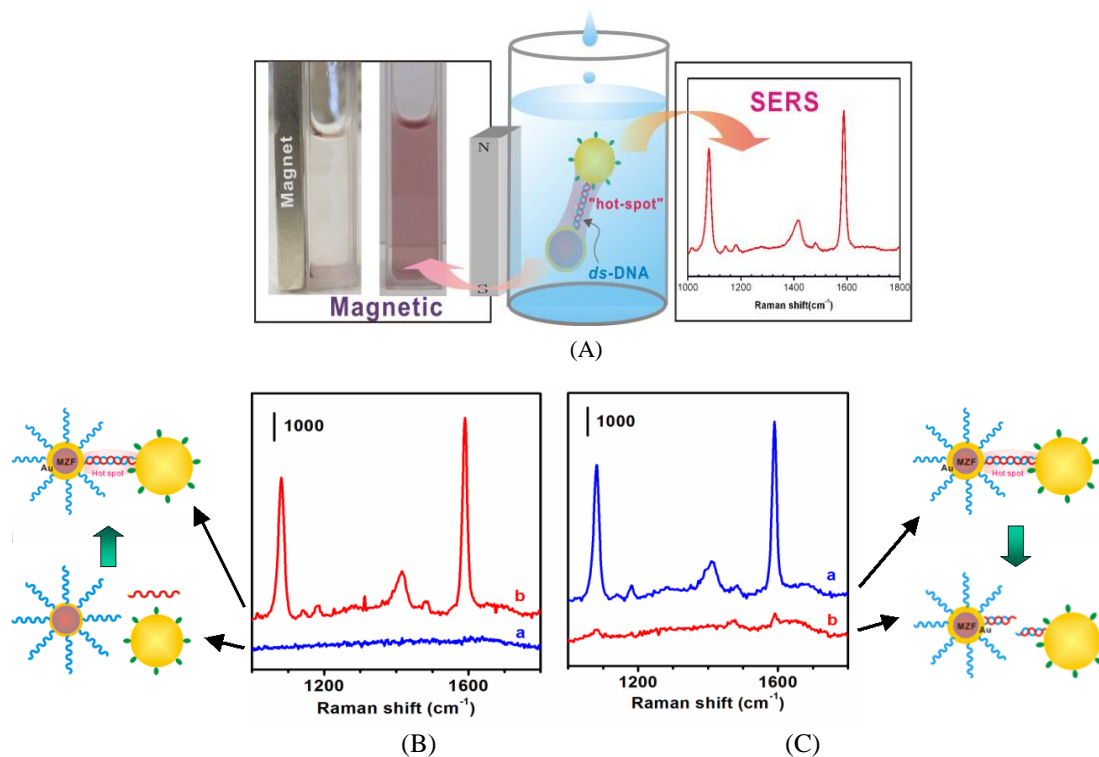 Magnet
N
S
"hot-spot"
ds-DNA
Magnetic
SERS
1000 1200 1400 1600 1800
Raman shift(cm⁻¹)
(A)
Au
MZF
Hot spot
1000
b
a
1200 1600
Raman shift (cm⁻¹)
(B)
1000
a
b
1200 1600
Raman shift (cm⁻¹)
(C)
Au
MZF
Hot spot
MZF
Au